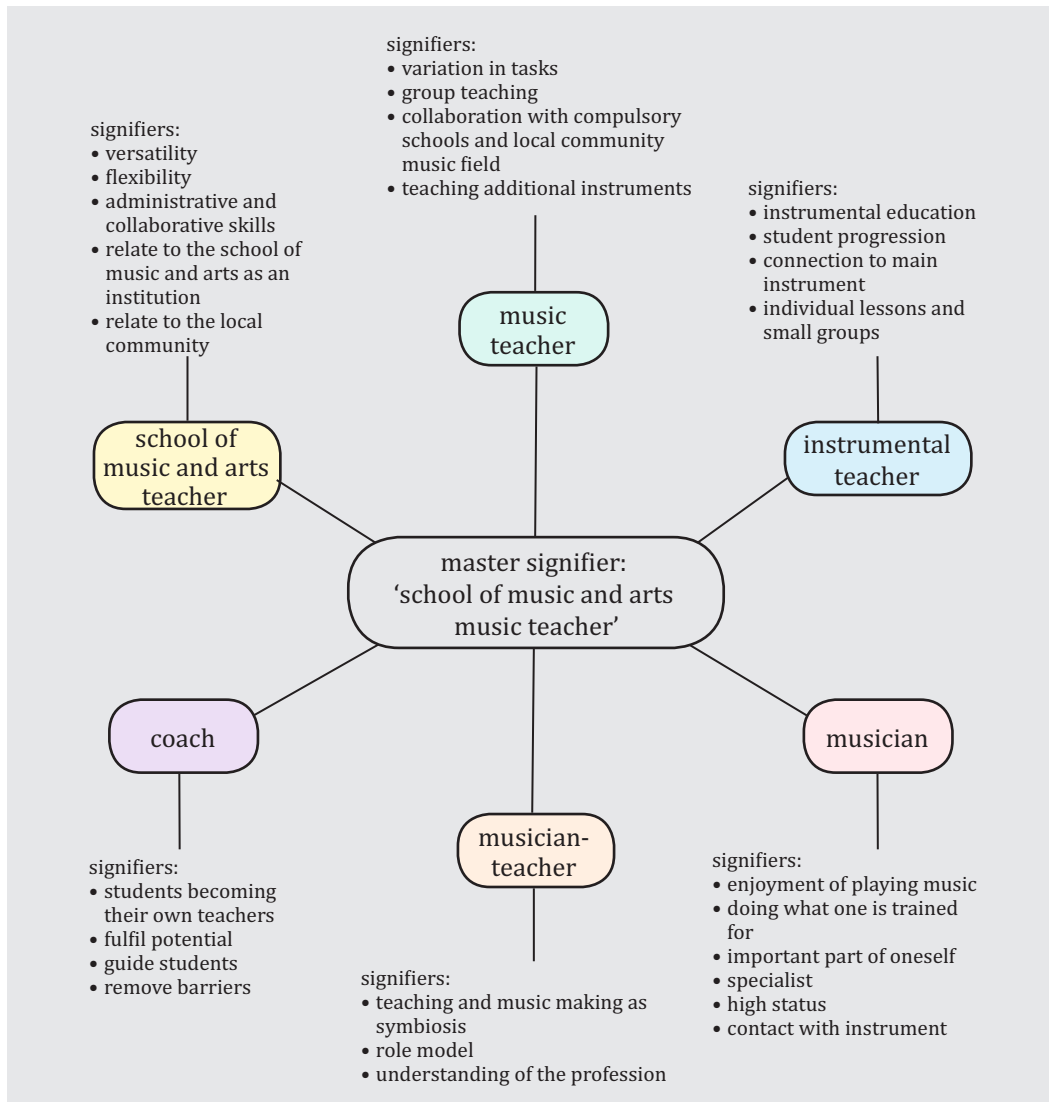 signifiers:
• variation in tasks
• group teaching
• collaboration with compulsory
schools and local community
music field
• teaching additional instruments
signifiers:
• versatility
• flexibility
• administrative and
collaborative skills
• relate to the school of
music and arts as an
institution
• relate to the local
community
signifiers:
• instrumental education
• student progression
• connection to main
instrument
• individual lessons and
small groups
music
teacher
school of
music and arts
teacher
instrumental
teacher
master signifier:
‘school of music and arts
music teacher’
coach
musician
musician-
teacher
signifiers:
• students becoming
their own teachers
• fulfil potential
• guide students
• remove barriers
signifiers:
• teaching and music making as
symbiosis
• role model
• understanding of the profession
signifiers:
• enjoyment of playing music
• doing what one is trained
for
• important part of oneself
• specialist
• high status
• contact with instrument